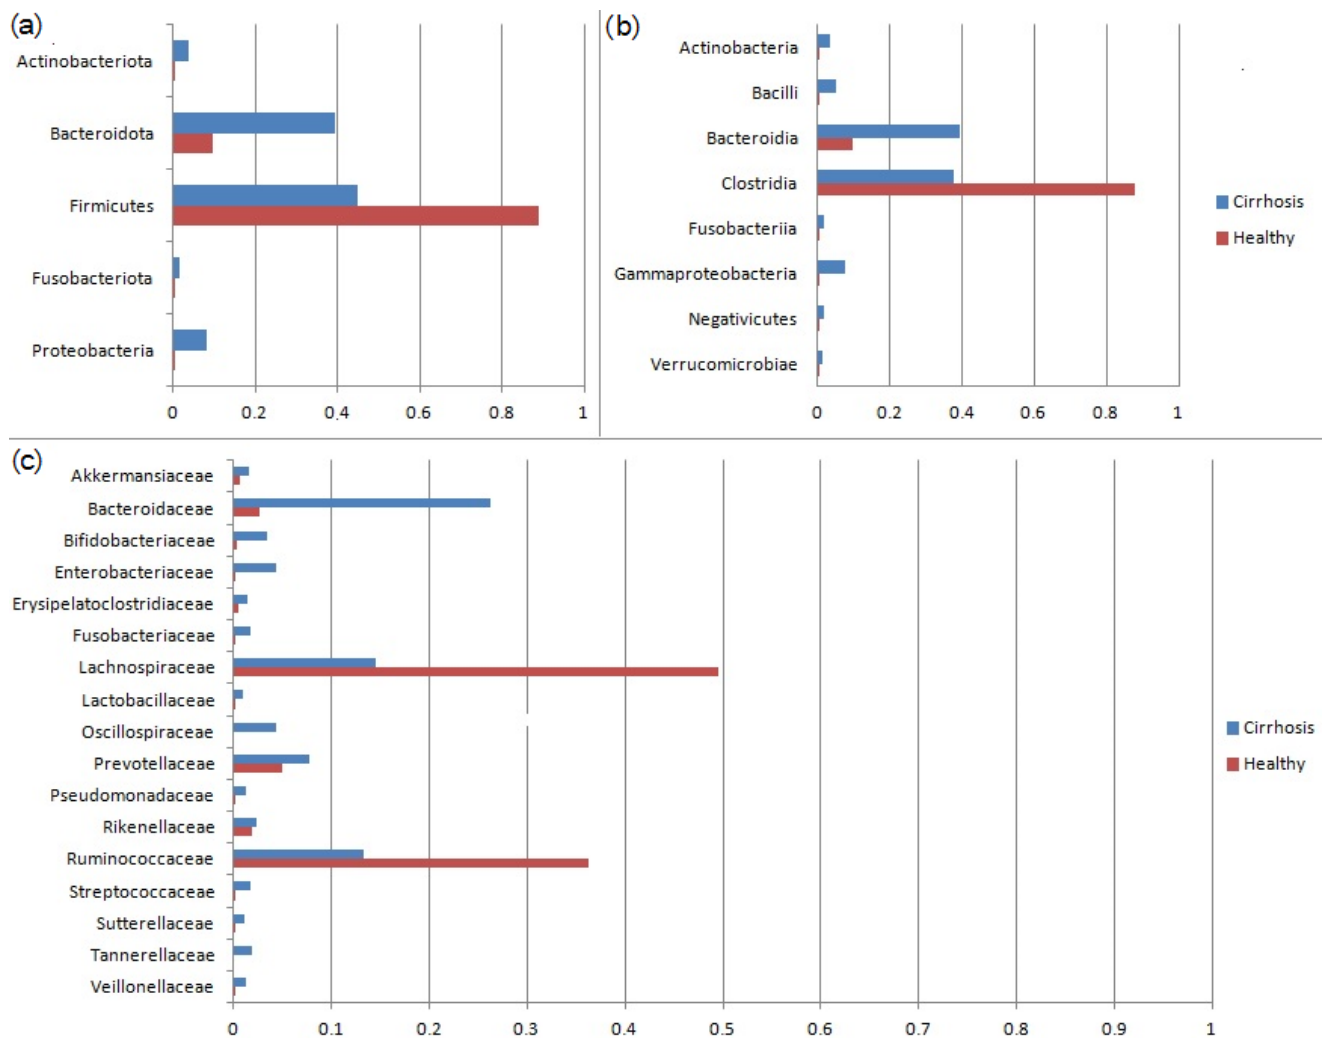 (a)
Actinobacteriota
Bacteroidota
Firmicutes
Fusobacteriota
Proteobacteria
0 0.2 0.4 0.6 0.8 1
(b)
Actinobacteria
Bacilli
Bacteroidia
Clostridia
Fusobacteriia
Gammaproteobacteria
Negativicutes
Verrucomicrobiae
0 0.2 0.4 0.6 0.8 1
Cirrhosis
Healthy
(c)
Akkermansiaceae
Bacteroidaceae
Bifidobacteriaceae
Enterobacteriaceae
Erysipelatoclostridiaceae
Fusobacteriaceae
Lachnospiraceae
Lactobacillaceae
Oscillospiraceae
Prevotellaceae
Pseudomonadaceae
Rikenellaceae
Ruminococcaceae
Streptococcaceae
Sutterellaceae
Tannerellaceae
Veillonellaceae
0 0.1 0.2 0.3 0.4 0.5 0.6 0.7 0.8 0.9 1
Cirrhosis
Healthy